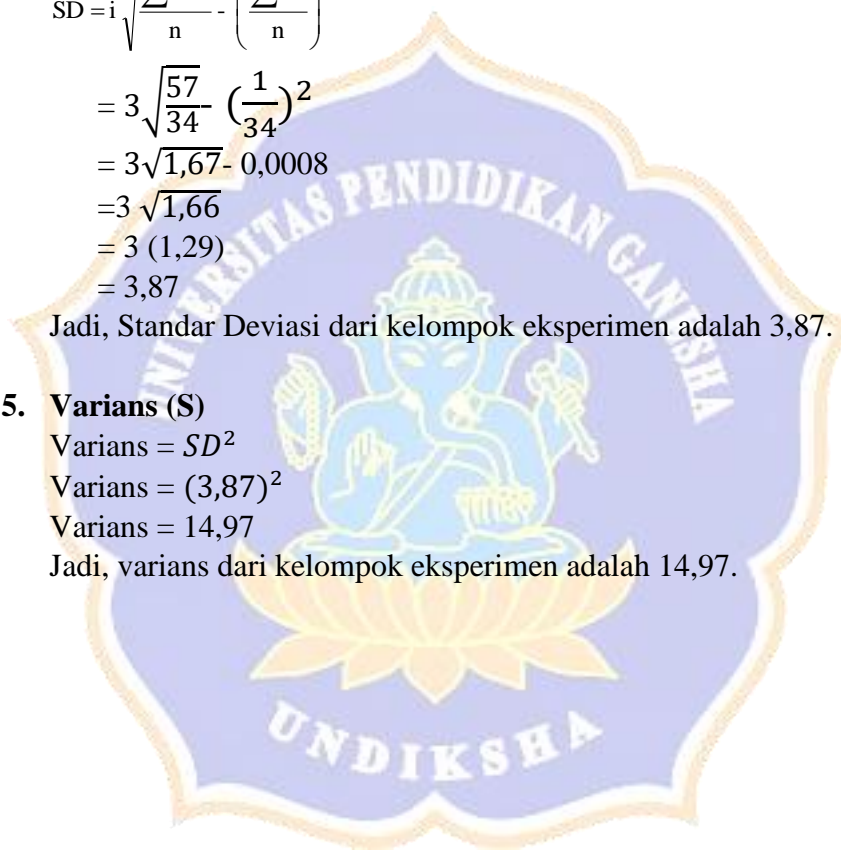 SD = i √ ∑ / n - ( ∑ / n )
= 3√57/34 - (1/34)²
= 3√1,67- 0,0008
=3 √1,66
= 3 (1,29)
= 3,87
Jadi, Standar Deviasi dari kelompok eksperimen adalah 3,87.
5. Varians (S)
Varians = SD²
Varians = (3,87)²
Varians = 14,97
Jadi, varians dari kelompok eksperimen adalah 14,97.
UNIVERSITAS PENDIDIKAN GANESHA
UNDIKSHA